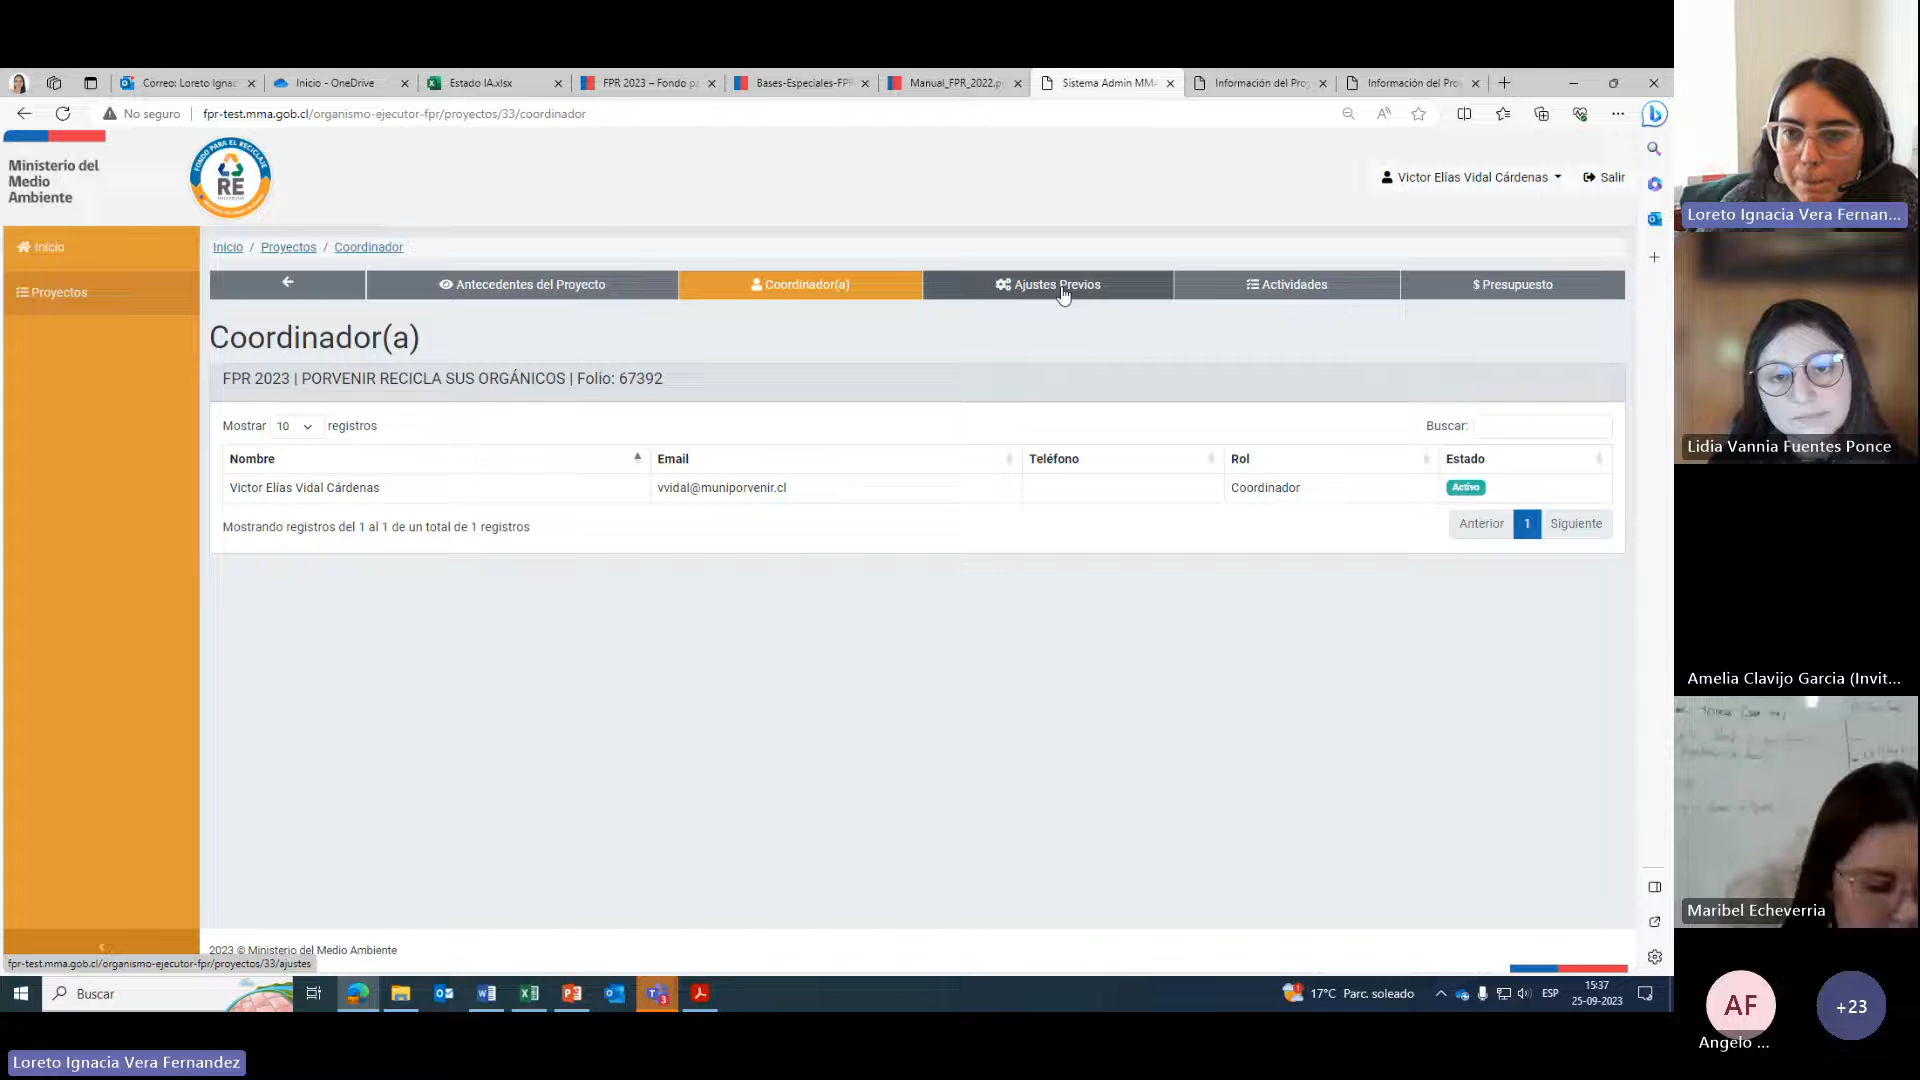 Correo: Loreto Ignac
Inicio - OneDrive
Estado IA.xlsx
FPR 2023 – Fondo p
Bases-Especiales-FP
Manual_FPR_2022.p
Sistema Admin MMA
Información del Pro
Información del Pro
No seguro
fpr-test.mma.gob.cl/organismo-ejecutor-fpr/proyectos/33/coordinador
Ministerio del
Medio
Ambiente
FONDO PARA EL RECICLAJE
RE
Victor Elías Vidal Cárdenas
Salir
Inicio
Proyectos
Inicio / Proyectos / Coordinador
Antecedentes del Proyecto
Coordinador(a)
Ajustes Previos
Actividades
$ Presupuesto
Coordinador(a)
FPR 2023 | PORVENIR RECICLA SUS ORGÁNICOS | Folio: 67392
Mostrar 10 registros
Buscar:
Nombre Email Teléfono Rol Estado
Victor Elías Vidal Cárdenas vvidal@muniporvenir.cl Coordinador Activo
Mostrando registros del 1 al 1 de un total de 1 registros
Anterior 1 Siguiente
2023 © Ministerio del Medio Ambiente
fpr-test.mma.gob.cl/organismo-ejecutor-fpr/proyectos/33/ajustes
Buscar
17°C Parc. soleado
ESP
15:37
25-09-2023
Loreto Ignacia Vera Fernandez
Loreto Ignacia Vera Fernan...
Lidia Vannia Fuentes Ponce
Amelia Clavijo Garcia (Invit...
Maribel Echeverria
AF
Angelo ...
+23